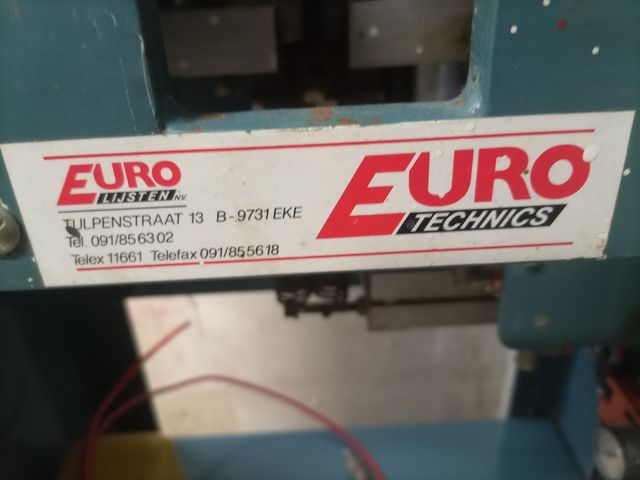 EURO
LIJSTEN NV
TULPENSTRAAT 13 B-9731 EKE
Tel. 091/85 63 02
Telex 11661 Telefax 091/85 56 18
EURO
TECHNICS